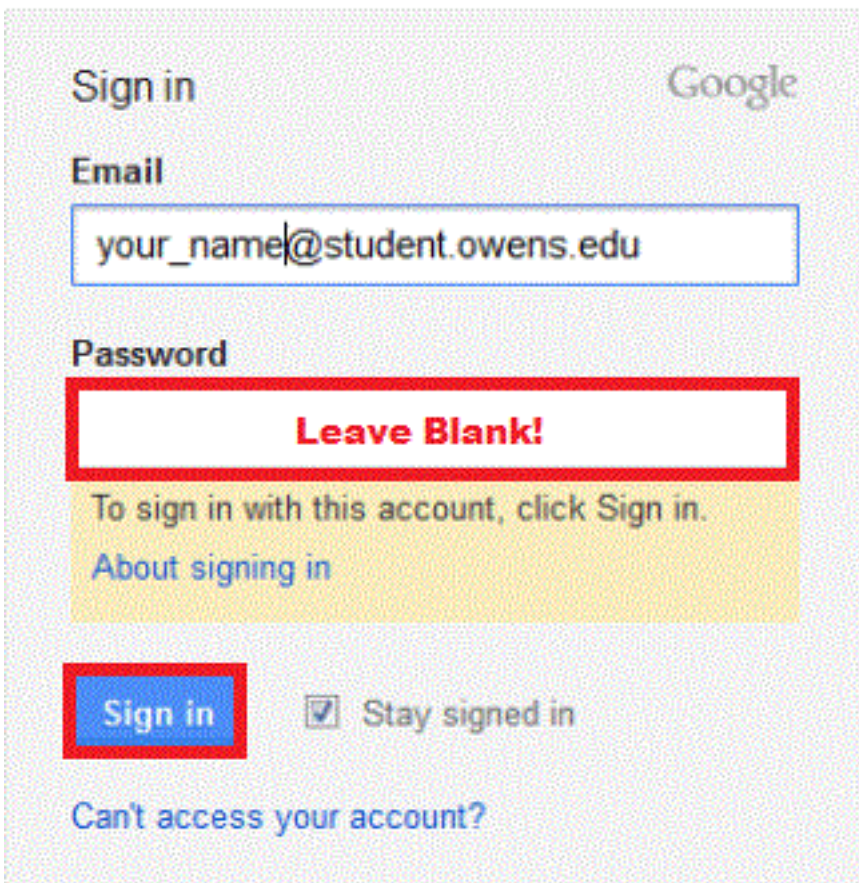 Sign in Google
Email
your_name@student.owens.edu
Password
Leave Blank!
To sign in with this account, click Sign in.
About signing in
Sign in Stay signed in
Can't access your account?